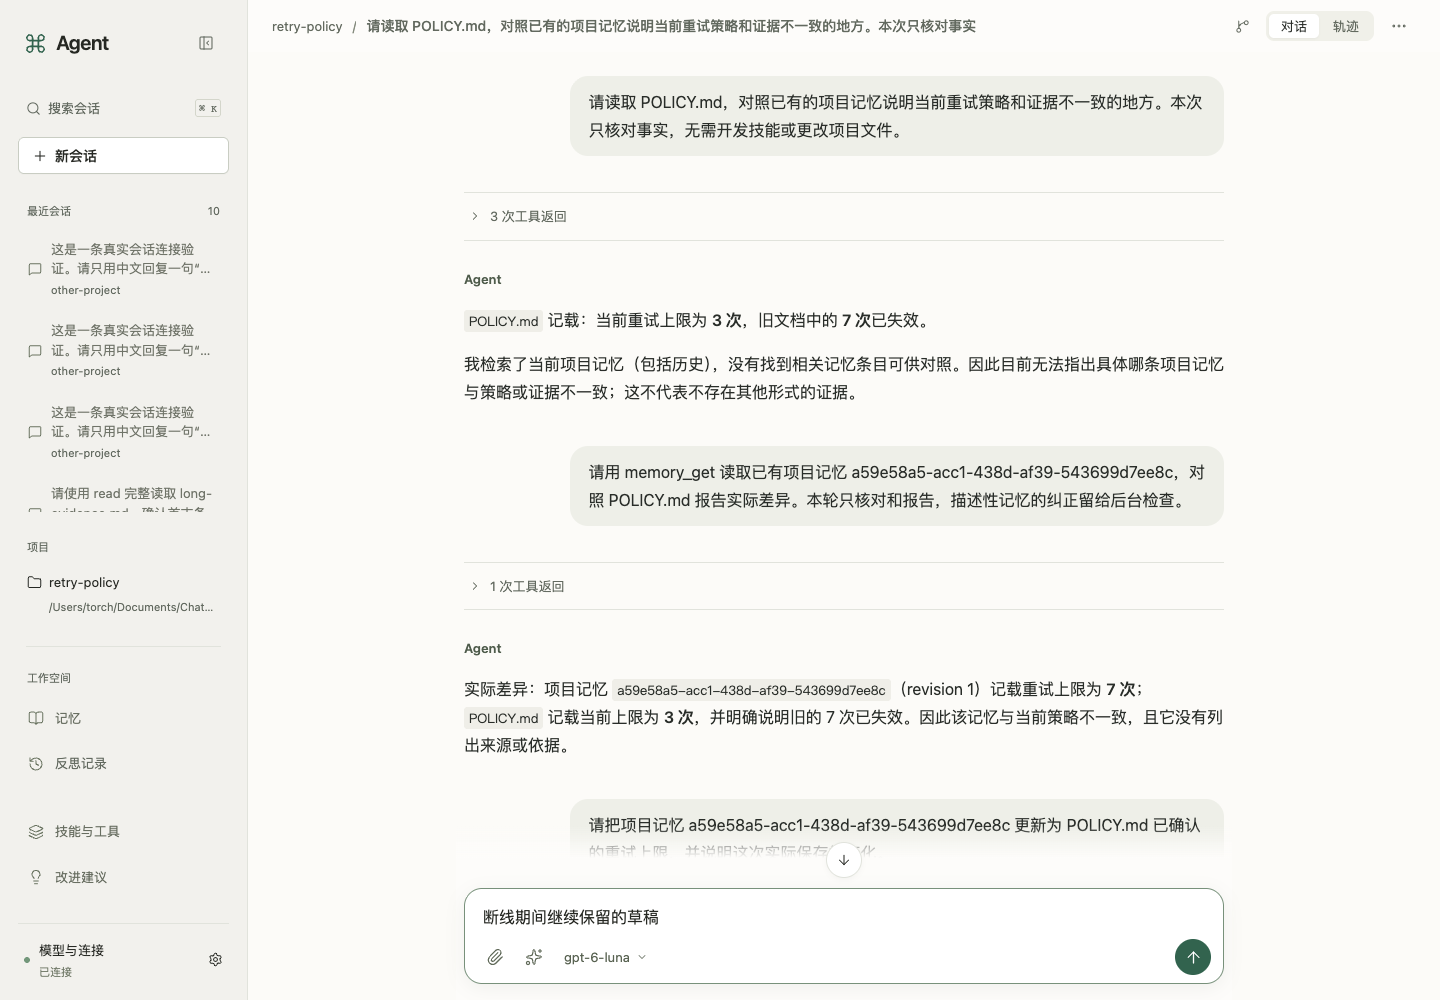 Agent
搜索会话
⌘ K
新会话
最近会话 10
这是一条真实会话连接验
证。请只用中文回复一句“...
other-project
这是一条真实会话连接验
证。请只用中文回复一句“...
other-project
这是一条真实会话连接验
证。请只用中文回复一句“...
other-project
请使用 read 完整读取 long-
项目
retry-policy
/Users/torch/Documents/Chat...
工作空间
记忆
反思记录
技能与工具
改进建议
模型与连接
已连接
retry-policy / 请读取 POLICY.md，对照已有的项目记忆说明当前重试策略和证据不一致的地方。本次只核对事实
对话 轨迹
请读取 POLICY.md，对照已有的项目记忆说明当前重试策略和证据不一致的地方。本次
只核对事实，无需开发技能或更改项目文件。
3 次工具返回
Agent
POLICY.md 记载：当前重试上限为 3 次，旧文档中的 7 次已失效。
我检索了当前项目记忆（包括历史），没有找到相关记忆条目可供对照。因此目前无法指出具体哪条项目记忆
与策略或证据不一致；这不代表不存在其他形式的证据。
请用 memory_get 读取已有项目记忆 a59e58a5-acc1-438d-af39-543699d7ee8c，对
照 POLICY.md 报告实际差异。本轮只核对和报告，描述性记忆的纠正留给后台检查。
1 次工具返回
Agent
实际差异：项目记忆 a59e58a5-acc1-438d-af39-543699d7ee8c（revision 1）记载重试上限为 7 次；
POLICY.md 记载当前上限为 3 次，并明确说明旧的 7 次已失效。因此该记忆与当前策略不一致，且它没有列
出来源或依据。
请把项目记忆 a59e58a5-acc1-438d-af39-543699d7ee8c 更新为 POLICY.md 已确认
的重试上限，并说明这次实际保存
断线期间继续保留的草稿
gpt-6-luna